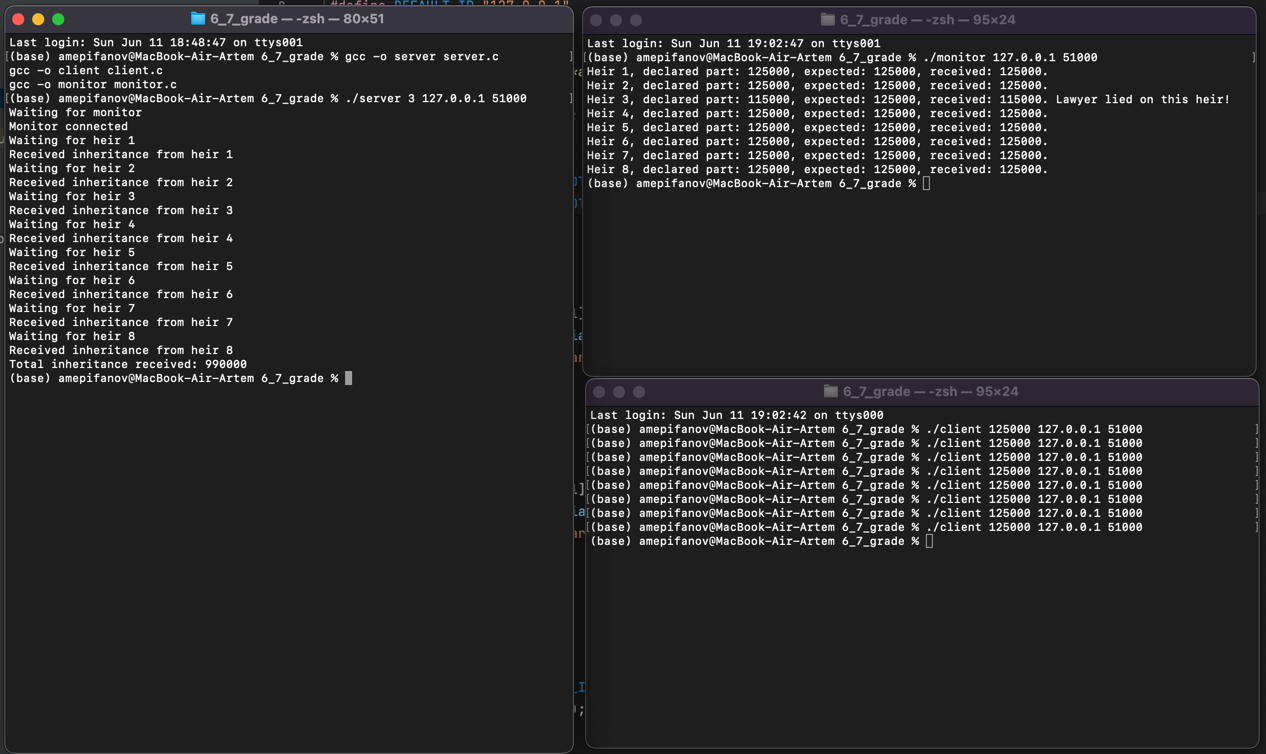 #define DEFAULT_IP "127.0.0.1"
6_7_grade — -zsh — 80×51
Last login: Sun Jun 11 18:48:47 on ttys001
[(base) amepifanov@MacBook-Air-Artem 6_7_grade % gcc -o server server.c ]
gcc -o client client.c
gcc -o monitor monitor.c
[(base) amepifanov@MacBook-Air-Artem 6_7_grade % ./server 3 127.0.0.1 51000 ]
Waiting for monitor
Monitor connected
Waiting for heir 1
Received inheritance from heir 1
Waiting for heir 2
Received inheritance from heir 2
Waiting for heir 3
Received inheritance from heir 3
Waiting for heir 4
Received inheritance from heir 4
Waiting for heir 5
Received inheritance from heir 5
Waiting for heir 6
Received inheritance from heir 6
Waiting for heir 7
Received inheritance from heir 7
Waiting for heir 8
Received inheritance from heir 8
Total inheritance received: 990000
(base) amepifanov@MacBook-Air-Artem 6_7_grade %
6_7_grade — -zsh — 95×24
Last login: Sun Jun 11 19:02:47 on ttys001
[(base) amepifanov@MacBook-Air-Artem 6_7_grade % ./monitor 127.0.0.1 51000 ]
Heir 1, declared part: 125000, expected: 125000, received: 125000.
Heir 2, declared part: 125000, expected: 125000, received: 125000.
Heir 3, declared part: 115000, expected: 125000, received: 115000. Lawyer lied on this heir!
Heir 4, declared part: 125000, expected: 125000, received: 125000.
Heir 5, declared part: 125000, expected: 125000, received: 125000.
Heir 6, declared part: 125000, expected: 125000, received: 125000.
Heir 7, declared part: 125000, expected: 125000, received: 125000.
Heir 8, declared part: 125000, expected: 125000, received: 125000.
(base) amepifanov@MacBook-Air-Artem 6_7_grade %
6_7_grade — -zsh — 95×24
Last login: Sun Jun 11 19:02:42 on ttys000
[(base) amepifanov@MacBook-Air-Artem 6_7_grade % ./client 125000 127.0.0.1 51000 ]
[(base) amepifanov@MacBook-Air-Artem 6_7_grade % ./client 125000 127.0.0.1 51000 ]
[(base) amepifanov@MacBook-Air-Artem 6_7_grade % ./client 125000 127.0.0.1 51000 ]
[(base) amepifanov@MacBook-Air-Artem 6_7_grade % ./client 125000 127.0.0.1 51000 ]
[(base) amepifanov@MacBook-Air-Artem 6_7_grade % ./client 125000 127.0.0.1 51000 ]
[(base) amepifanov@MacBook-Air-Artem 6_7_grade % ./client 125000 127.0.0.1 51000 ]
[(base) amepifanov@MacBook-Air-Artem 6_7_grade % ./client 125000 127.0.0.1 51000 ]
[(base) amepifanov@MacBook-Air-Artem 6_7_grade % ./client 125000 127.0.0.1 51000 ]
(base) amepifanov@MacBook-Air-Artem 6_7_grade %